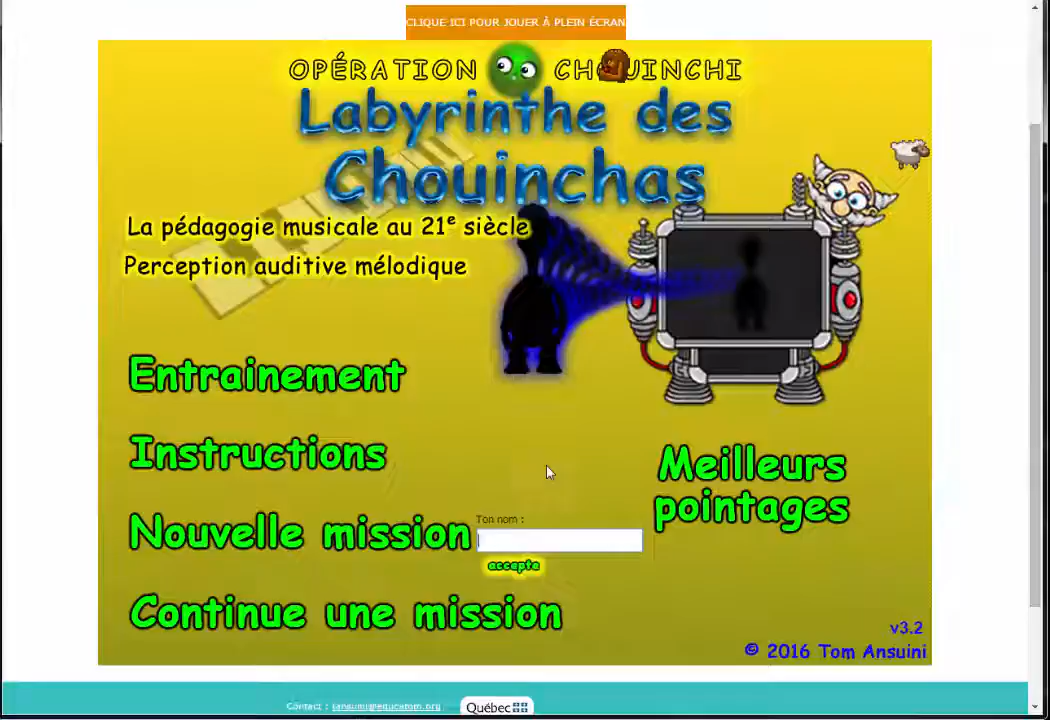 CLIQUE ICI POUR JOUER À PLEIN ÉCRAN
OPÉRATION CHOUINCHI
Labyrinthe des
Chouinchas
La pédagogie musicale au 21e siècle
Perception auditive mélodique
Entrainement
Instructions
Meilleurs
pointages
Ton nom :
Nouvelle mission
accepte
Continue une mission
v3.2
© 2016 Tom Ansuini
Contact :
Québec